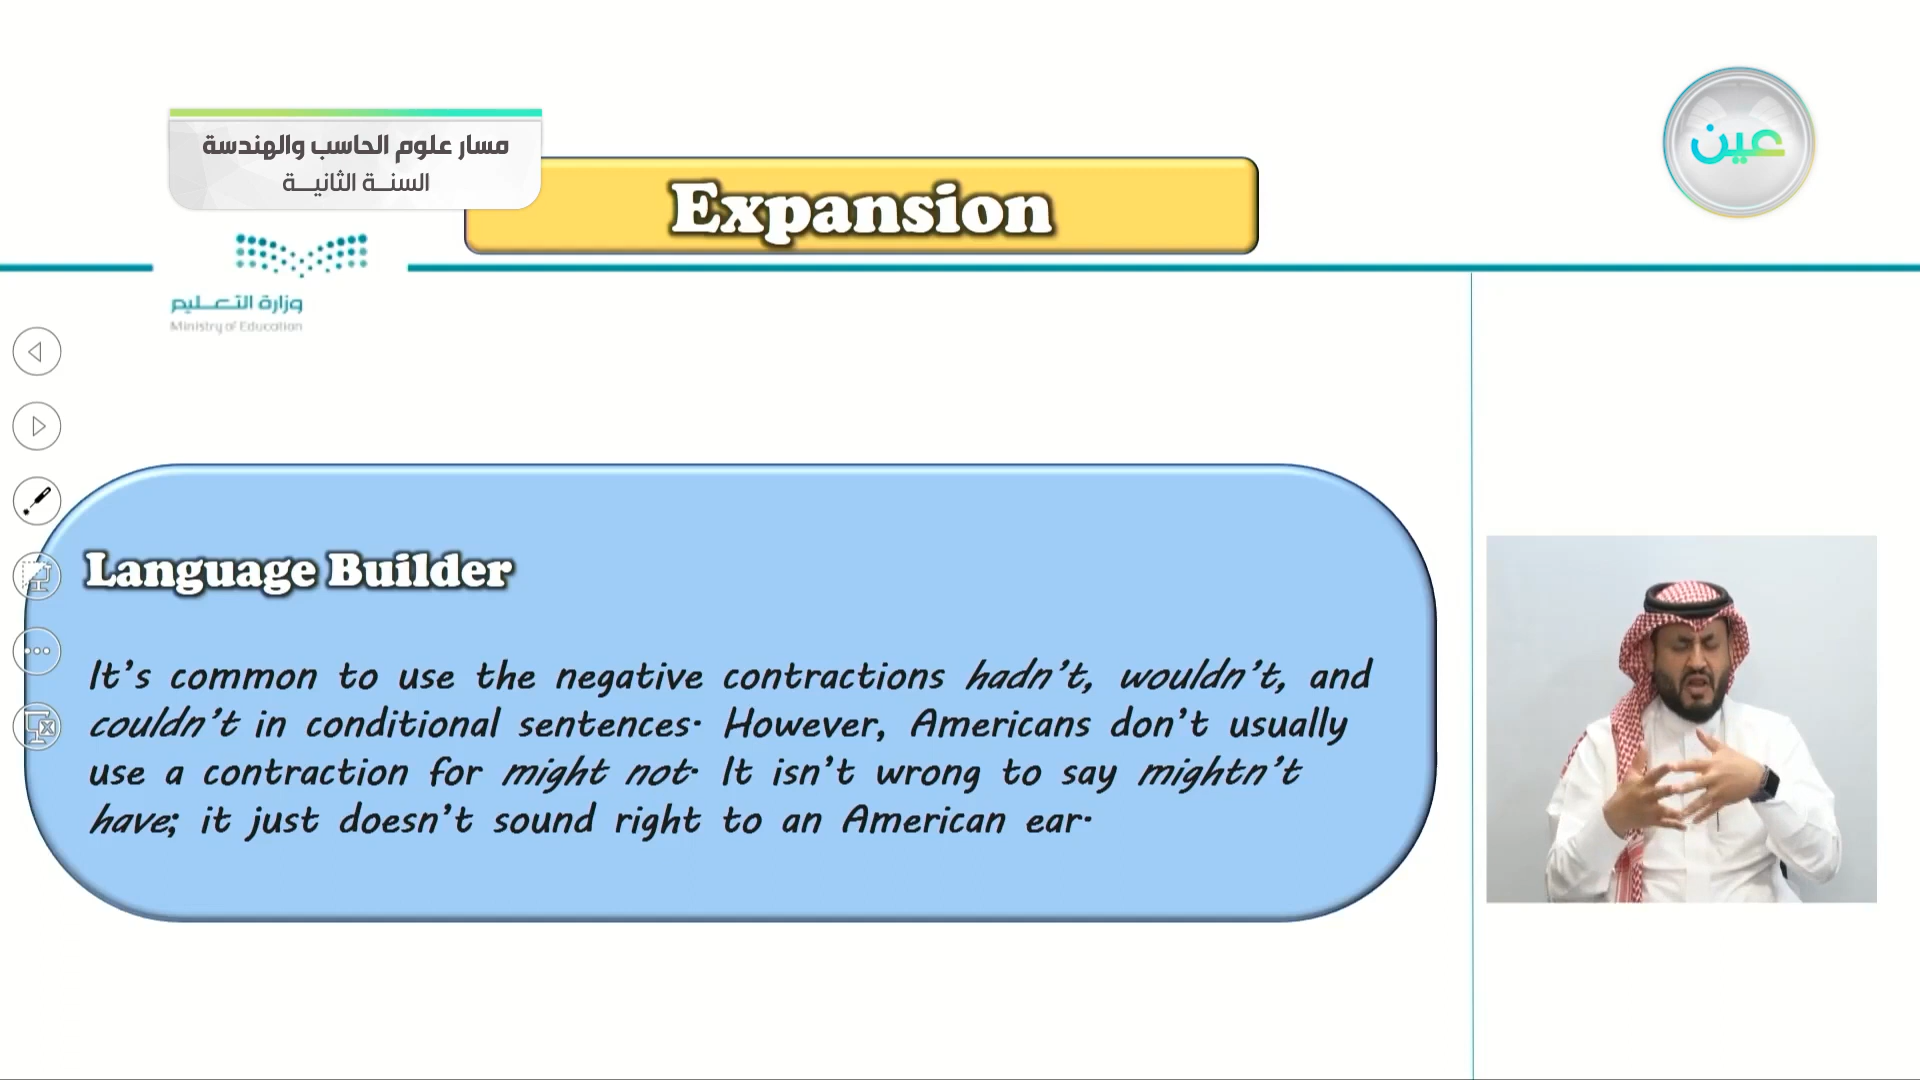 مسار علوم الحاسب والهندسة
السنة الثانية
عين
Expansion
وزارة التعليم
Ministry of Education
Language Builder
It's common to use the negative contractions hadn't, wouldn't, and
couldn't in conditional sentences. However, Americans don't usually
use a contraction for might not. It isn't wrong to say mightn't
have; it just doesn't sound right to an American ear.